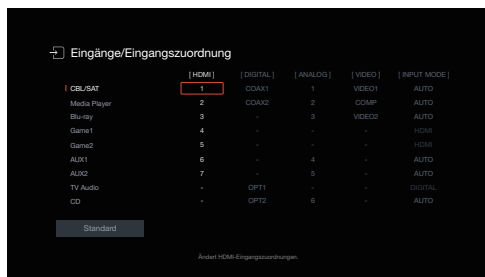 Eingänge/Eingangszuordnung
[ HDMI ] [ DIGITAL ] [ ANALOG ] [ VIDEO ] [ INPUT MODE ]
CBL/SAT 1 COAX1 1 VIDEO1 AUTO
Media Player 2 COAX2 2 COMP AUTO
Blu-ray 3 - 3 VIDEO2 AUTO
Game1 4 - - - HDMI
Game2 5 - - - HDMI
AUX1 6 - 4 - AUTO
AUX2 7 - 5 - AUTO
TV Audio - OPT1 - - DIGITAL
CD - OPT2 6 - AUTO
Standard
Ändert HDMI-Eingangszuordnungen.